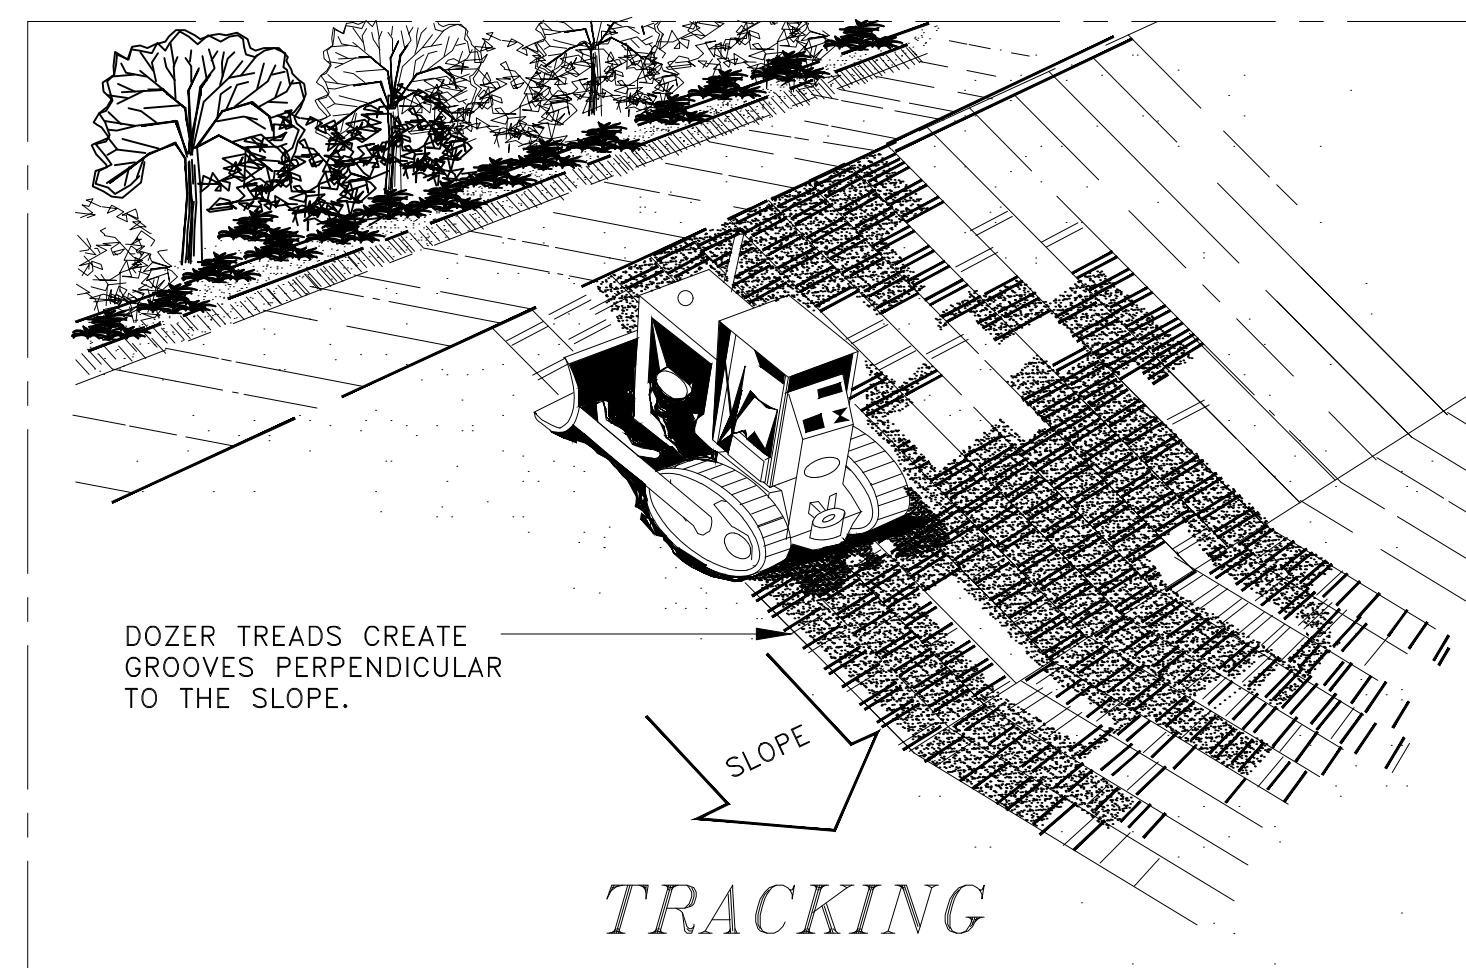 DOZER TREADS CREATE
GROOVES PERPENDICULAR
TO THE SLOPE.
SLOPE
TRACKING